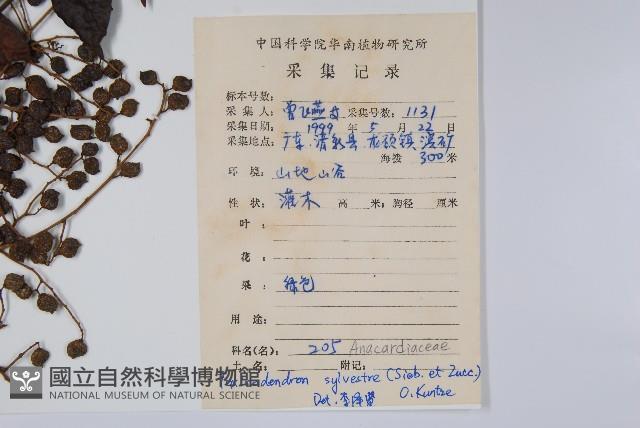 中国科学院华南植物研究所
采集记录
标本号数:
采集人: 曾飞燕 采集号数: 1131
采集日期: 1999 年 5 月 22 日
采集地点: 广东 清新县 龙颈镇
海拔 300 米
环境: 山地山谷
性状: 灌木 高 米; 胸径 厘米
叶:
花:
果: 绿色
用途:
科名(名): 205 Anacardiaceae
土名: 附记:
sylvestre (Sieb. et Zucc.)
Det. O. Kuntze
國立自然科學博物館
NATIONAL MUSEUM OF NATURAL SCIENCE